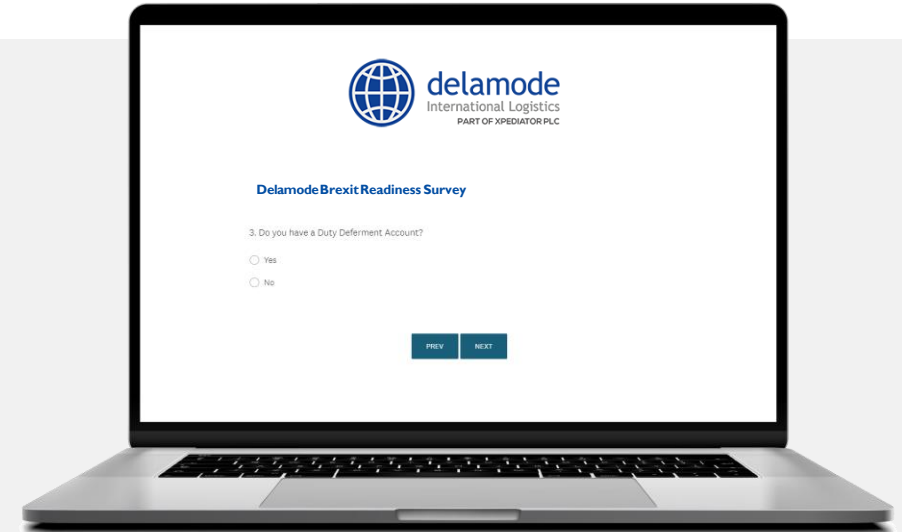 delamode
International Logistics
PART OF XPEDIATOR PLC
Delamode Brexit Readiness Survey
3. Do you have a Duty Deferment Account?
Yes
No
PREV NEXT